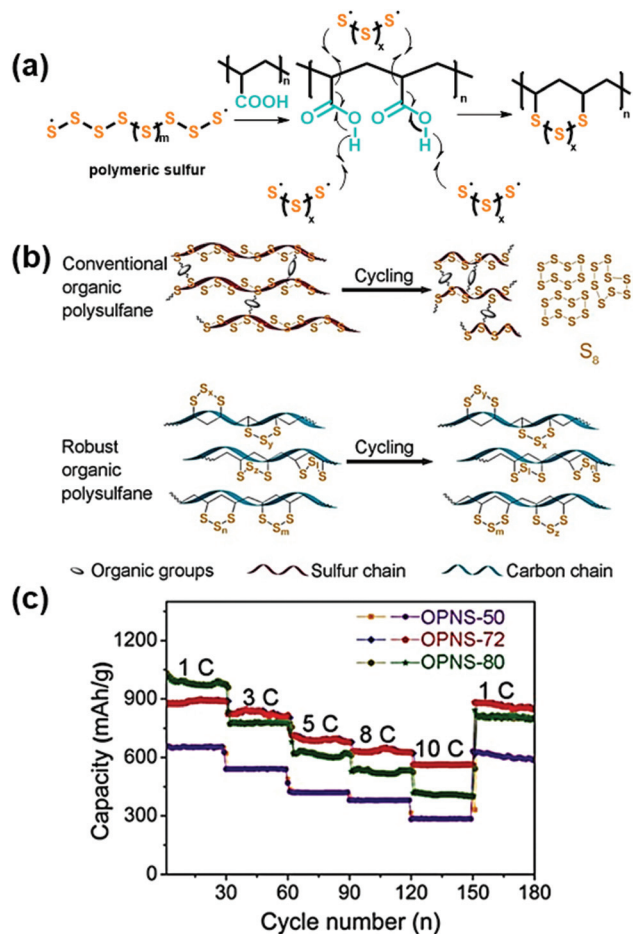 (a)
S S S
x
n
COOH
S S S S (S) m S S S
polymeric sulfur
n
O O O O
H H
S S S
x
S S S
x
n
S S S
x
(b)
Conventional
organic
polysulfane
Cycling
S8
Robust
organic
polysulfane
Cycling
Organic groups
Sulfur chain
Carbon chain
(c)
OPNS-50
OPNS-72
OPNS-80
1 C
3 C
5 C
8 C
10 C
1 C
1200
900
600
300
0
30 60 90 120 150 180
Capacity (mAh/g)
Cycle number (n)